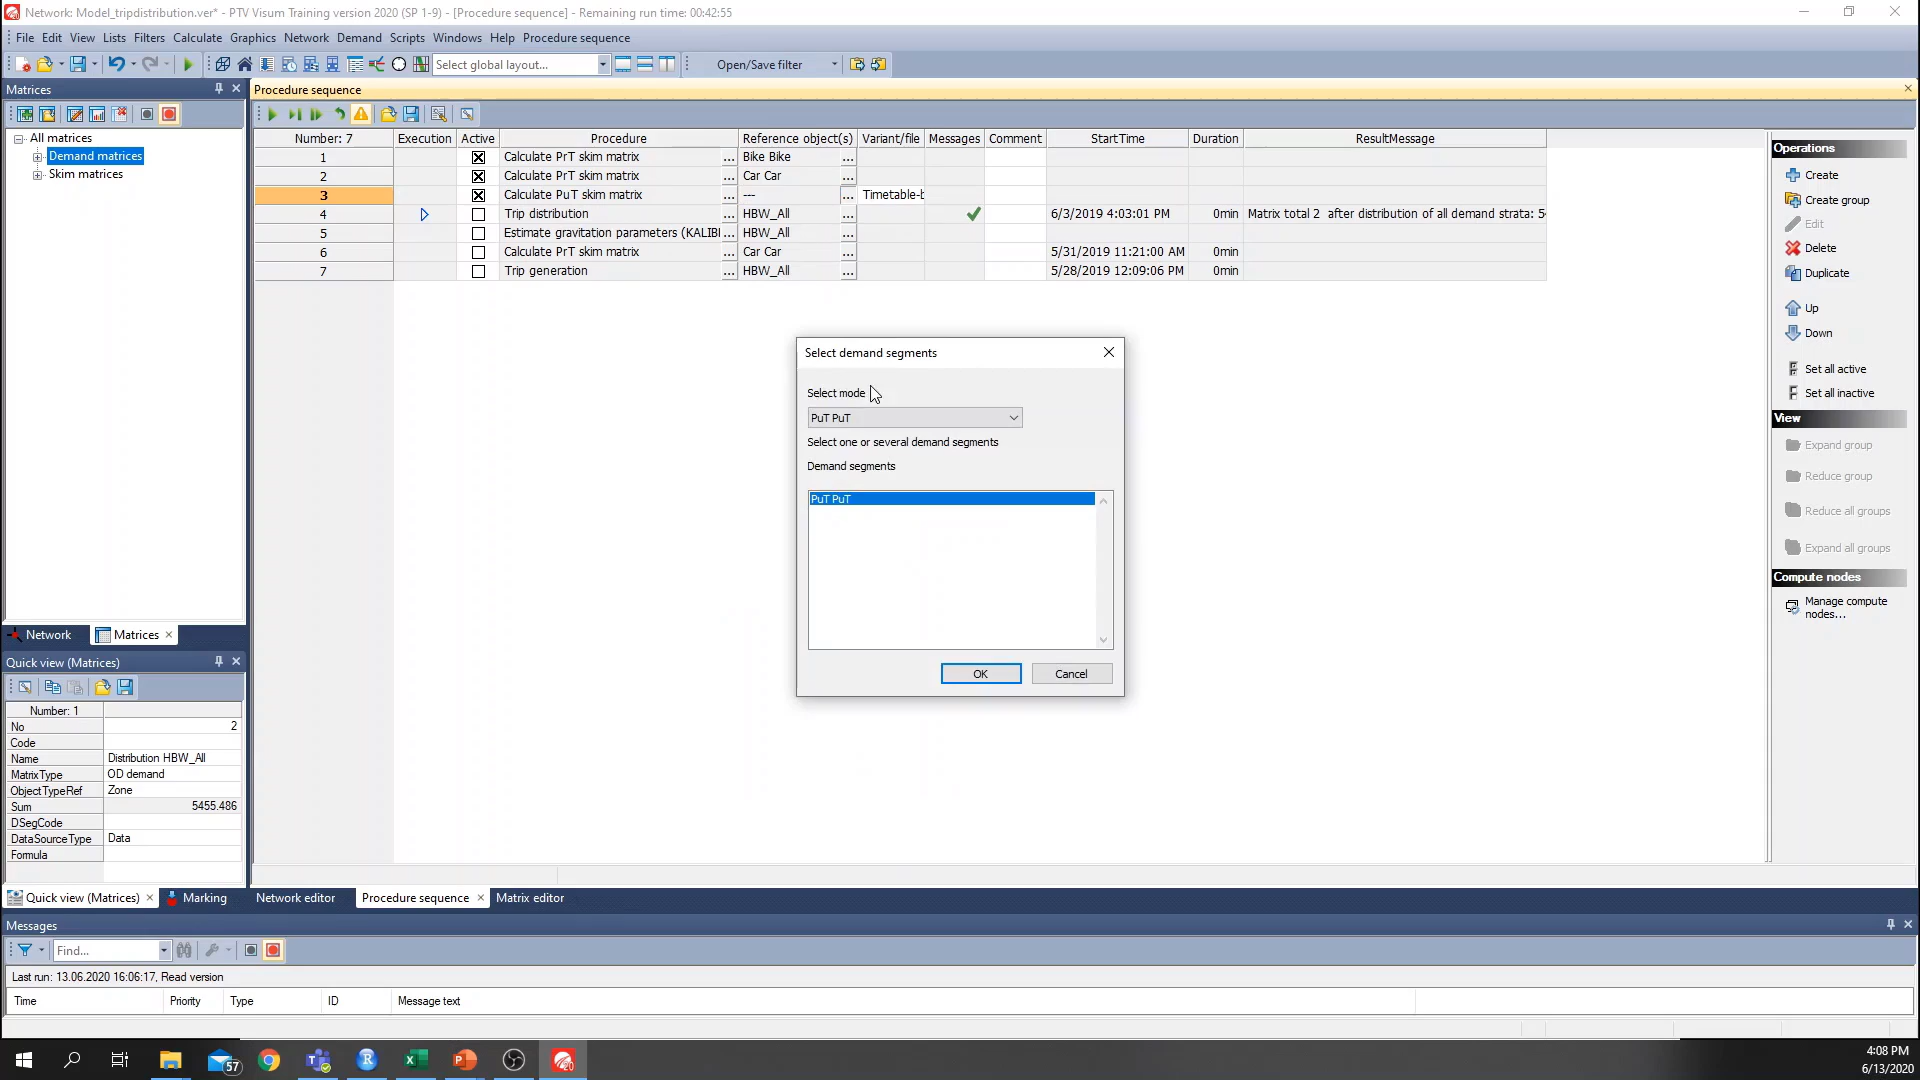 Network: Model_tripdistribution.ver* - PTV Visum Training version 2020 (SP 1-9) - [Procedure sequence] - Remaining run time: 00:42:55
File Edit View Lists Filters Calculate Graphics Network Demand Scripts Windows Help Procedure sequence
Select global layout... Open/Save filter
Matrices
All matrices
Demand matrices
Skim matrices
Procedure sequence
Number: 7 Execution Active Procedure Reference object(s) Variant/file Messages Comment StartTime Duration ResultMessage
1 Calculate PrT skim matrix ... Bike Bike ...
2 Calculate PrT skim matrix ... Car Car ...
3 Calculate PuT skim matrix ... --- ... Timetable-b
4 Trip distribution ... HBW_All ... 6/3/2019 4:03:01 PM 0min Matrix total 2 after distribution of all demand strata: 5
5 Estimate gravitation parameters (KALIBI ... HBW_All ...
6 Calculate PrT skim matrix ... Car Car ... 5/31/2019 11:21:00 AM 0min
7 Trip generation ... HBW_All ... 5/28/2019 12:09:06 PM 0min
Operations
Create
Create group
Edit
Delete
Duplicate
Up
Down
Set all active
Set all inactive
View
Expand group
Reduce group
Reduce all groups
Expand all groups
Compute nodes
Manage compute
nodes...
Select demand segments
Select mode
PuT PuT
Select one or several demand segments
Demand segments
PuT PuT
OK Cancel
Network Matrices
Quick view (Matrices)
Number: 1
No 2
Code
Name Distribution HBW_All
MatrixType OD demand
ObjectTypeRef Zone
Sum 5455.486
DSegCode
DataSourceType Data
Formula
Quick view (Matrices) Marking Network editor Procedure sequence Matrix editor
Messages
Find...
Last run: 13.06.2020 16:06:17, Read version
Time Priority Type ID Message text
57
20
4:08 PM
6/13/2020